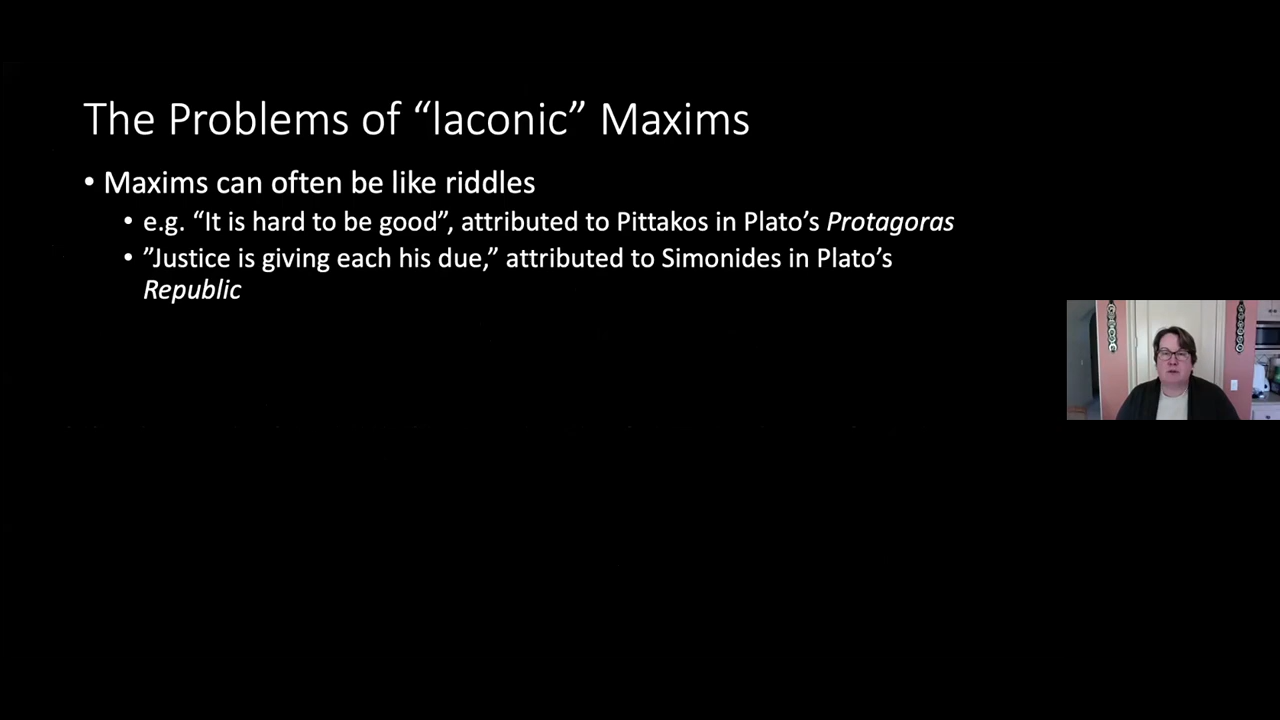 The Problems of “laconic” Maxims
• Maxims can often be like riddles
• e.g. “It is hard to be good”, attributed to Pittakos in Plato’s Protagoras
• ”Justice is giving each his due,” attributed to Simonides in Plato’s
Republic